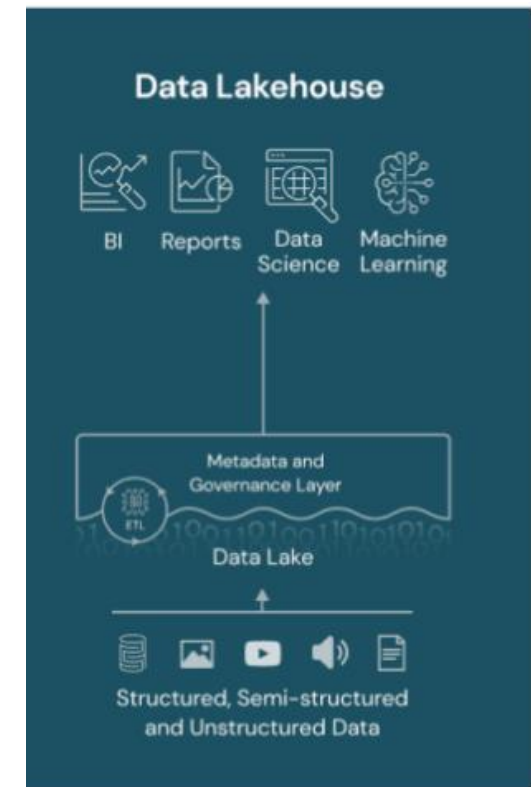 Data Lakehouse
BI
Reports
Data Science
Machine Learning
Metadata and
Governance Layer
ETL
Data Lake
Structured, Semi-structured
and Unstructured Data